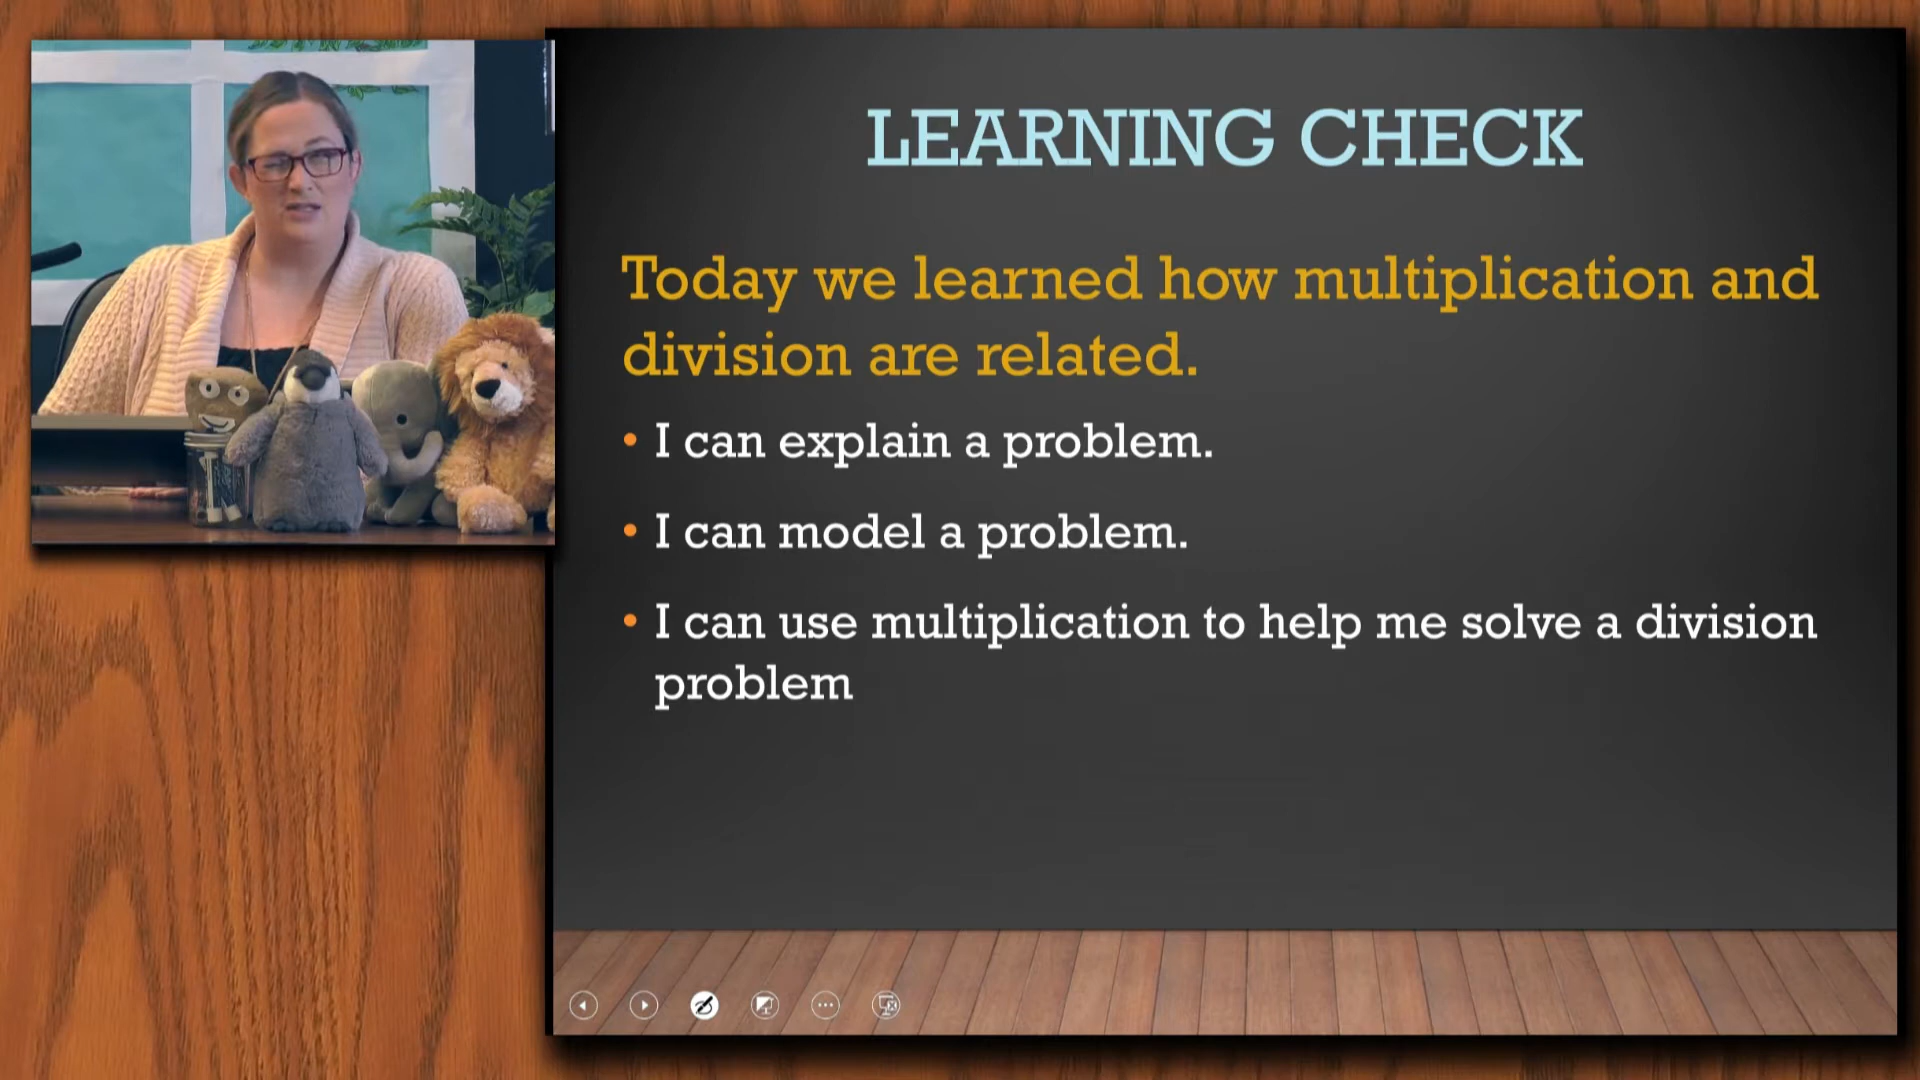 LEARNING CHECK
Today we learned how multiplication and
division are related.
• I can explain a problem.
• I can model a problem.
• I can use multiplication to help me solve a division
problem